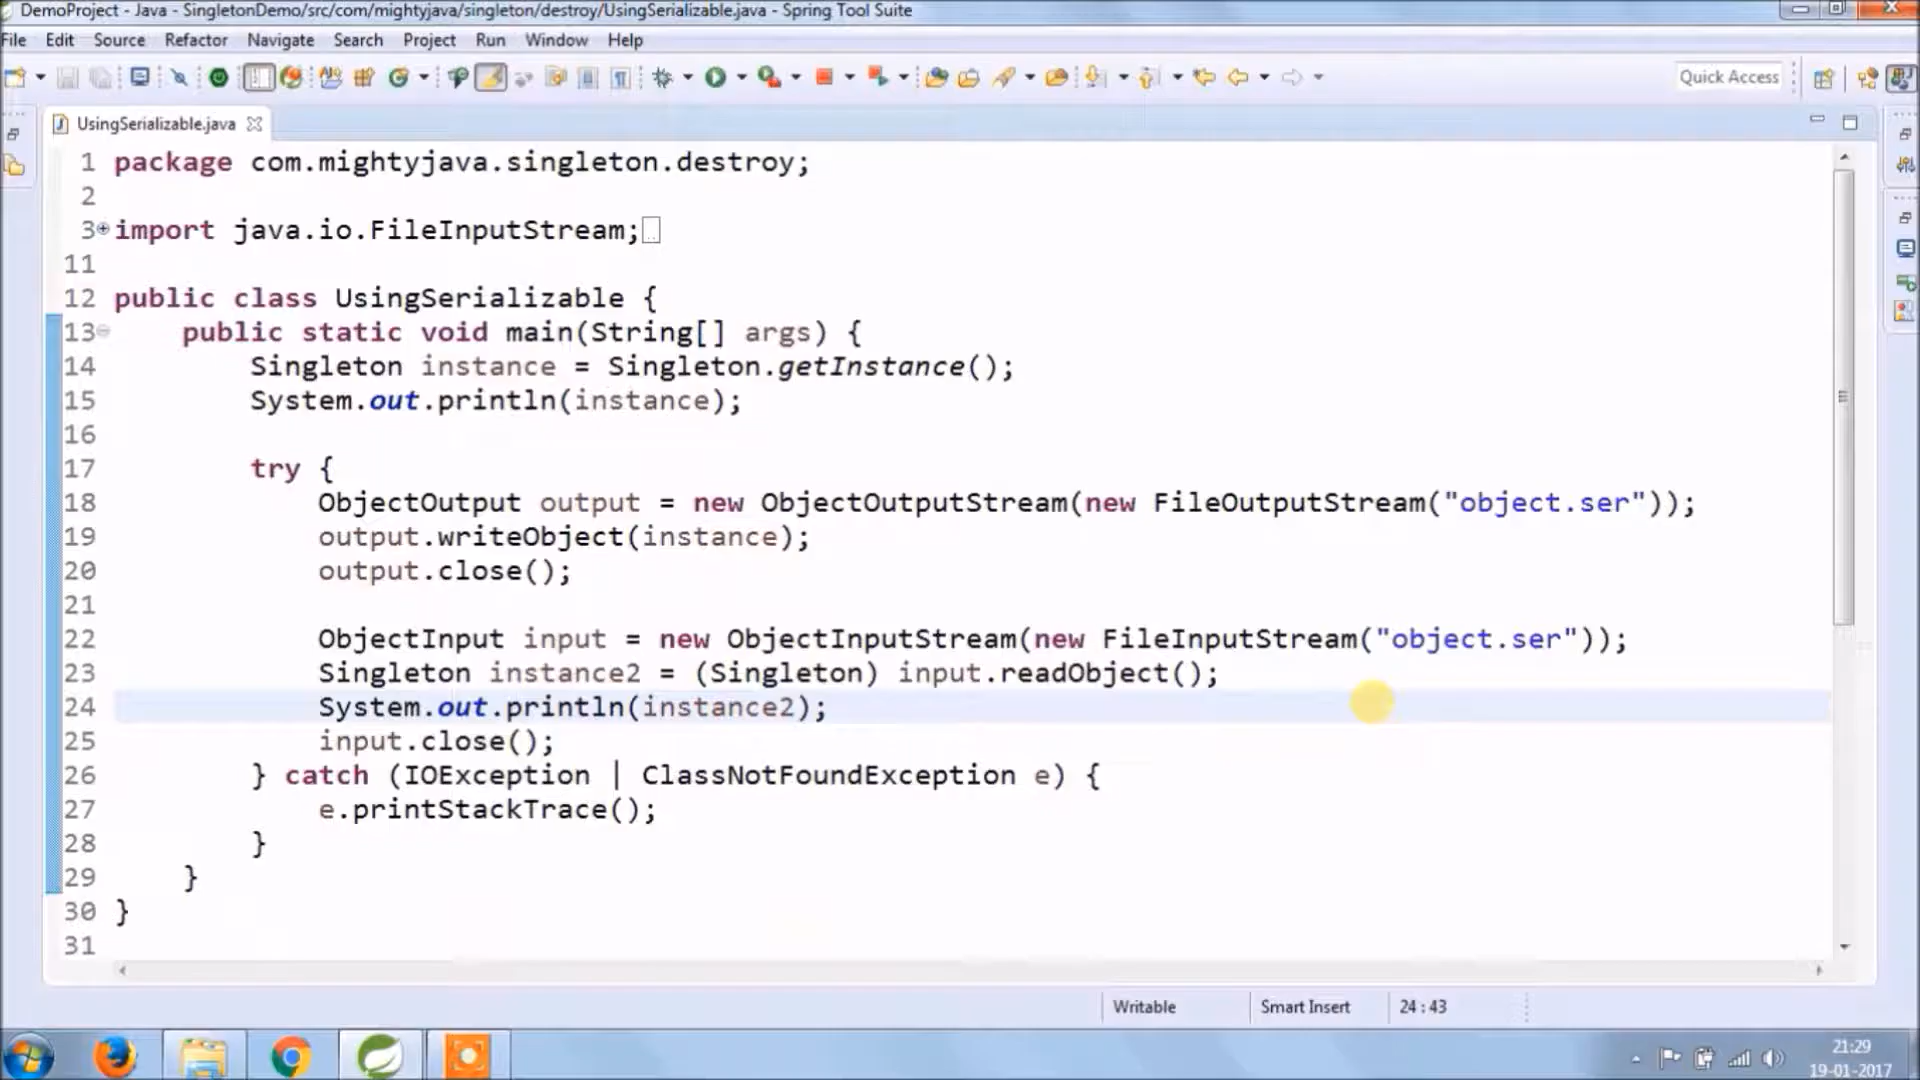 DemoProject - Java - SingletonDemo/src/com/mightyjava/singleton/destroy/UsingSerializable.java - Spring Tool Suite
File Edit Source Refactor Navigate Search Project Run Window Help
Quick Access
UsingSerializable.java
1 package com.mightyjava.singleton.destroy;
2
3 import java.io.FileInputStream;
11
12 public class UsingSerializable {
13 public static void main(String[] args) {
14 Singleton instance = Singleton.getInstance();
15 System.out.println(instance);
16
17 try {
18 ObjectOutput output = new ObjectOutputStream(new FileOutputStream("object.ser"));
19 output.writeObject(instance);
20 output.close();
21
22 ObjectInput input = new ObjectInputStream(new FileInputStream("object.ser"));
23 Singleton instance2 = (Singleton) input.readObject();
24 System.out.println(instance2);
25 input.close();
26 } catch (IOException | ClassNotFoundException e) {
27 e.printStackTrace();
28 }
29 }
30 }
31
Writable Smart Insert 24 : 43
21:29
19-01-2017